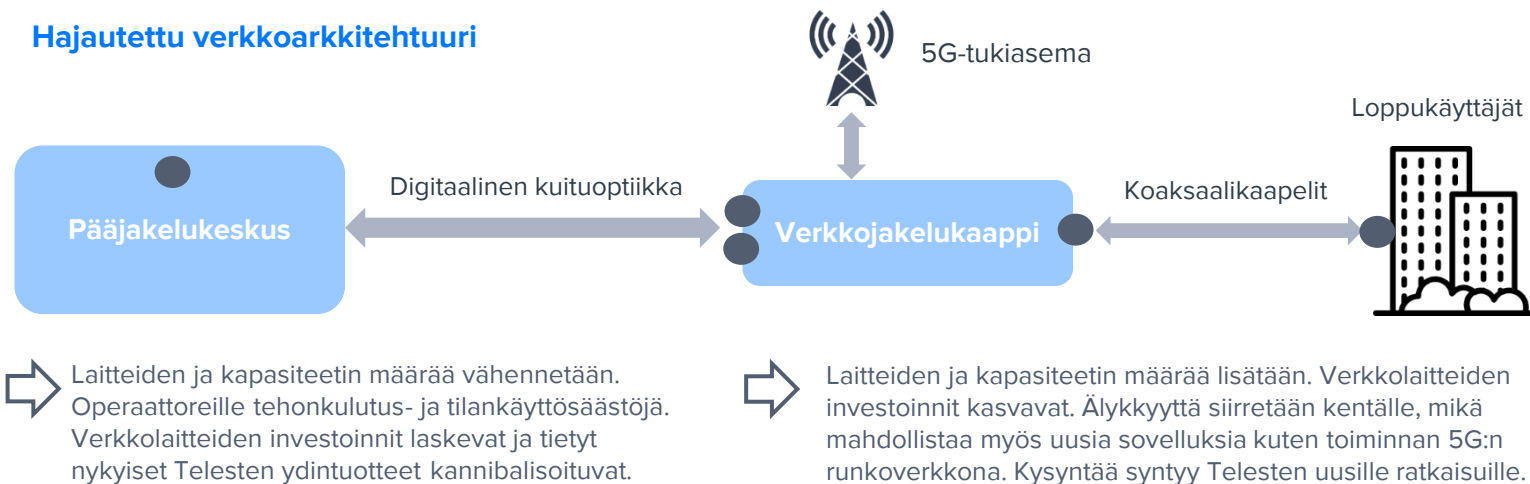 Hajautettu verkkoarkkitehtuuri
5G-tukiasema
Loppukäyttäjät
Digitaalinen kuituoptiikka
Koaksaalikaapelit
Pääjakelukeskus
Verkkojakelukaappi
Laitteiden ja kapasiteetin määrää vähennetään.
Operaattoreille tehonkulutus- ja tilankäyttösäästöjä.
Verkkolaitteiden investoinnit laskevat ja tietyt
nykyiset Telesten ydintuotteet kannibalisoituvat.
Laitteiden ja kapasiteetin määrää lisätään. Verkkolaitteiden
investoinnit kasvavat. Älykkyyttä siirretään kentälle, mikä
mahdollistaa myös uusia sovelluksia kuten toiminnan 5G:n
runkoverkkona. Kysyntää syntyy Telesten uusille ratkaisuille.